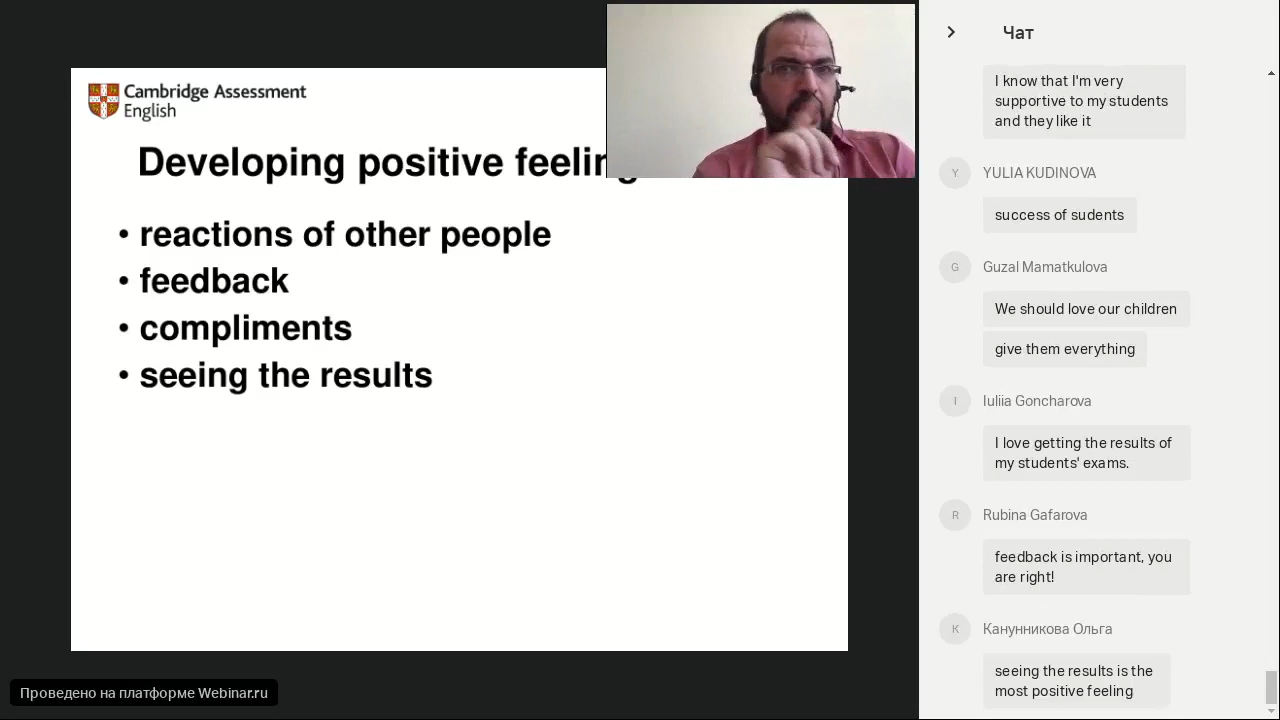 Cambridge Assessment
English
Developing positive feeling
• reactions of other people
• feedback
• compliments
• seeing the results
Проведено на платформе Webinar.ru
Чат
I know that I'm very
supportive to my students
and they like it
Y
YULIA KUDINOVA
success of sudents
G
Guzal Mamatkulova
We should love our children
give them everything
I
Iuliia Goncharova
I love getting the results of
my students' exams.
R
Rubina Gafarova
feedback is important, you
are right!
K
Канунникова Ольга
seeing the results is the
most positive feeling